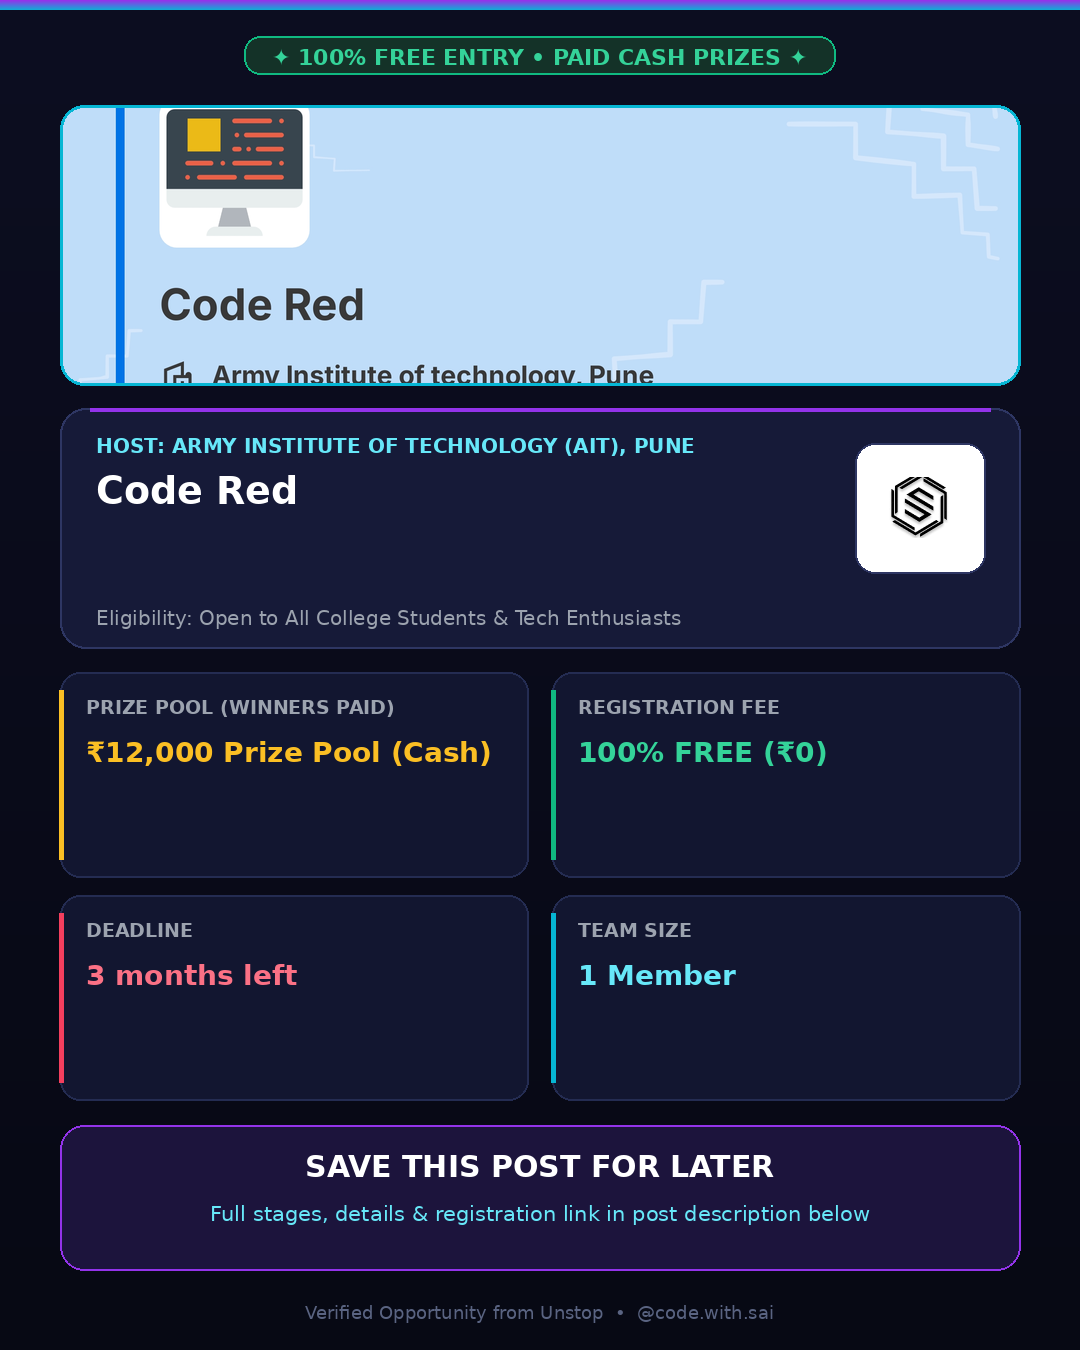 ✦ 100% FREE ENTRY • PAID CASH PRIZES ✦
Code Red
Army Institute of technology, Pune
HOST: ARMY INSTITUTE OF TECHNOLOGY (AIT), PUNE
Code Red
Eligibility: Open to All College Students & Tech Enthusiasts
PRIZE POOL (WINNERS PAID)
₹12,000 Prize Pool (Cash)
REGISTRATION FEE
100% FREE (₹0)
DEADLINE
3 months left
TEAM SIZE
1 Member
SAVE THIS POST FOR LATER
Full stages, details & registration link in post description below
Verified Opportunity from Unstop • @code.with.sai